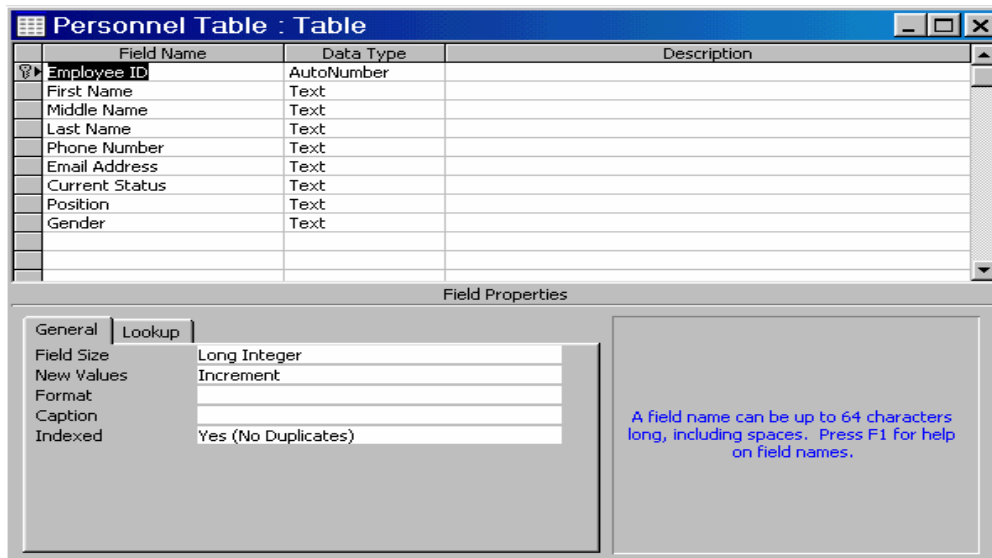 Personnel Table : Table
Field Name Data Type Description
Employee ID AutoNumber
First Name Text
Middle Name Text
Last Name Text
Phone Number Text
Email Address Text
Current Status Text
Position Text
Gender Text
Field Properties
General Lookup
Field Size Long Integer
New Values Increment
Format
Caption
Indexed Yes (No Duplicates)
A field name can be up to 64 characters
long, including spaces. Press F1 for help
on field names.